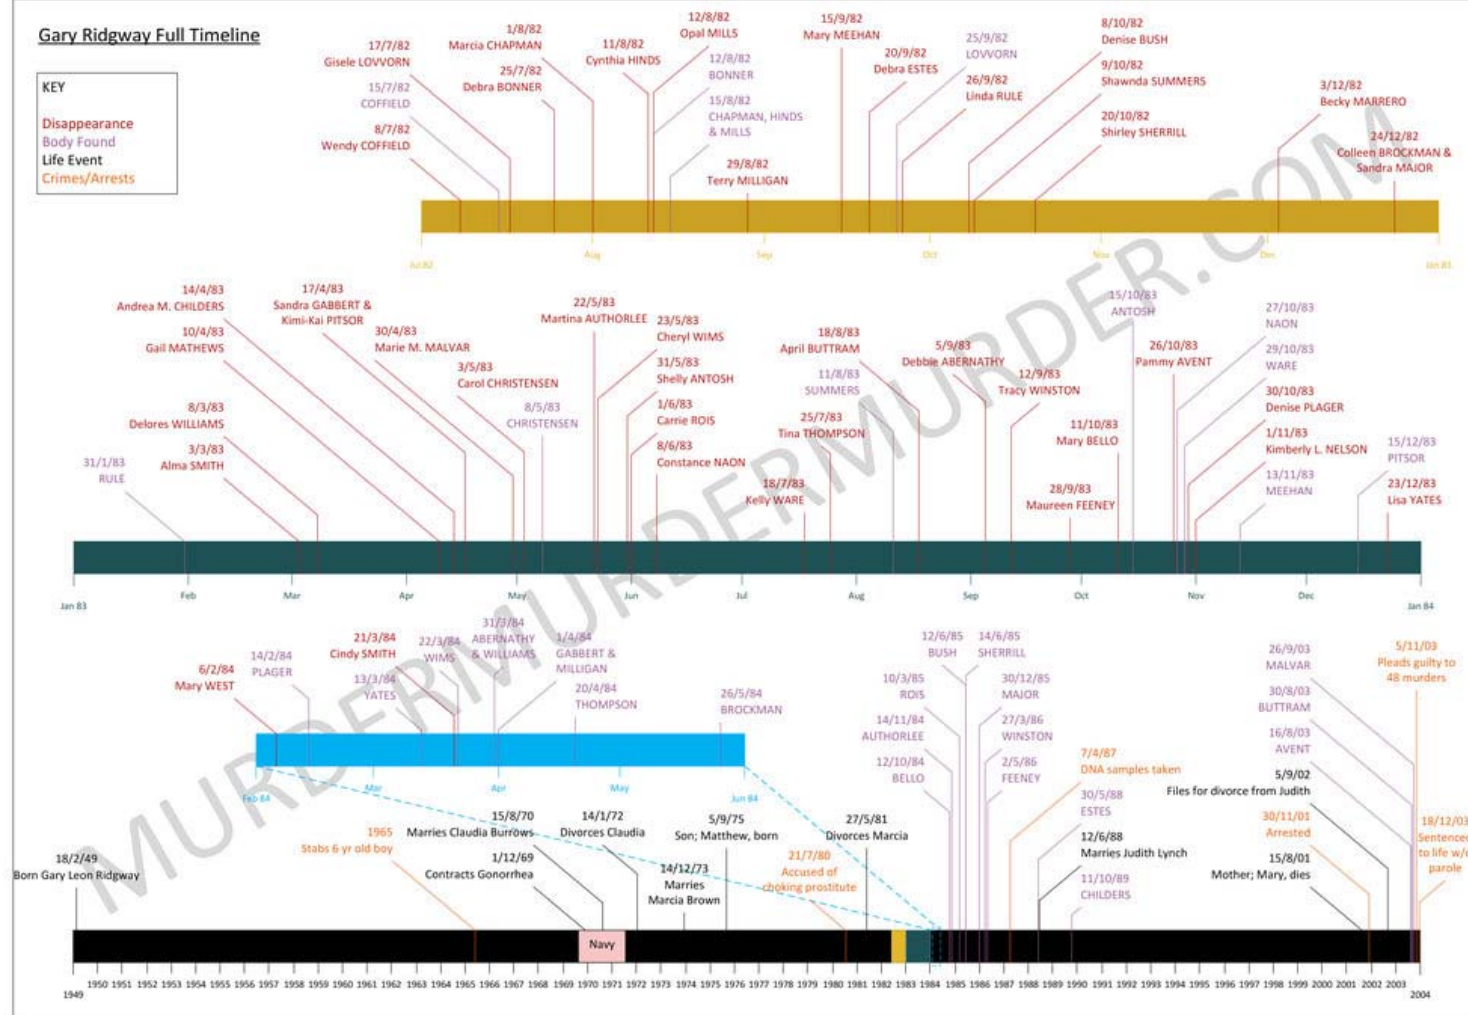 Gary Ridgway Full Timeline
KEY
Disappearance
Body Found
Life Event
Crimes/Arrests
17/7/82
Gisele LOVVORN
15/7/82
COFFIELD
8/7/82
Wendy COFFIELD
1/8/82
Marcia CHAPMAN
25/7/82
Debra BONNER
11/8/82
Cynthia HINDS
12/8/82
Opal MILLS
12/8/82
BONNER
15/8/82
CHAPMAN, HINDS
& MILLS
29/8/82
Terry MILLIGAN
15/9/82
Mary MEEHAN
20/9/82
Debra ESTES
25/9/82
LOVVORN
26/9/82
Linda RULE
8/10/82
Denise BUSH
9/10/82
Shawnda SUMMERS
20/10/82
Shirley SHERRILL
3/12/82
Becky MARRERO
24/12/82
Colleen BROCKMAN &
Sandra MAJOR
Jul 82
Aug
Sep
Oct
Nov
Dec
Jan 83
14/4/83
Andrea M. CHILDERS
10/4/83
Gail MATHEWS
8/3/83
Delores WILLIAMS
3/3/83
Alma SMITH
31/1/83
RULE
17/4/83
Sandra GABBERT &
Kimi-Kai PITSOR
30/4/83
Marie M. MALVAR
3/5/83
Carol CHRISTENSEN
8/5/83
CHRISTENSEN
22/5/83
Martina AUTHORLEE
23/5/83
Cheryl WIMS
31/5/83
Shelly ANTOSH
1/6/83
Carrie ROIS
8/6/83
Constance NAON
18/8/83
April BUTTRAM
11/8/83
SUMMERS
25/7/83
Tina THOMPSON
18/7/83
Kelly WARE
5/9/83
Debbie ABERNATHY
12/9/83
Tracy WINSTON
28/9/83
Maureen FEENEY
11/10/83
Mary BELLO
15/10/83
ANTOSH
26/10/83
Pammy AVENT
27/10/83
NAON
29/10/83
WARE
30/10/83
Denise PLAGER
1/11/83
Kimberly L. NELSON
13/11/83
MEEHAN
15/12/83
PITSOR
23/12/83
Lisa YATES
Jan 83
Feb
Mar
Apr
May
Jun
Jul
Aug
Sep
Oct
Nov
Dec
Jan 84
6/2/84
Mary WEST
14/2/84
PLAGER
13/3/84
YATES
21/3/84
Cindy SMITH
22/3/84
WIMS
31/3/84
ABERNATHY
& WILLIAMS
1/4/84
GABBERT &
MILLIGAN
20/4/84
THOMPSON
26/5/84
BROCKMAN
Feb 84
Mar
Apr
May
Jun 84
12/6/85
BUSH
14/6/85
SHERRILL
10/3/85
ROIS
30/12/85
MAJOR
14/11/84
AUTHORLEE
27/3/86
WINSTON
12/10/84
BELLO
2/5/86
FEENEY
7/4/87
DNA samples taken
30/5/88
ESTES
12/6/88
Marries Judith Lynch
11/10/89
CHILDERS
26/9/03
MALVAR
30/8/03
BUTTRAM
16/8/03
AVENT
5/9/02
Files for divorce from Judith
30/11/01
Arrested
15/8/01
Mother; Mary, dies
5/11/03
Pleads guilty to
48 murders
18/12/03
Sentenced
to life w/o
parole
18/2/49
Born Gary Leon Ridgway
1965
Stabs 6 yr old boy
15/8/70
Marries Claudia Burrows
1/12/69
Contracts Gonorrhea
14/1/72
Divorces Claudia
14/12/73
Marries
Marcia Brown
5/9/75
Son; Matthew, born
21/7/80
Accused of
choking prostitute
27/5/81
Divorces Marcia
Navy
1949 1950 1951 1952 1953 1954 1955 1956 1957 1958 1959 1960 1961 1962 1963 1964 1965 1966 1967 1968 1969 1970 1971 1972 1973 1974 1975 1976 1977 1978 1979 1980 1981 1982 1983 1984 1985 1986 1987 1988 1989 1990 1991 1992 1993 1994 1995 1996 1997 1998 1999 2000 2001 2002 2003 2004
MURDERMURDERMURDER.COM